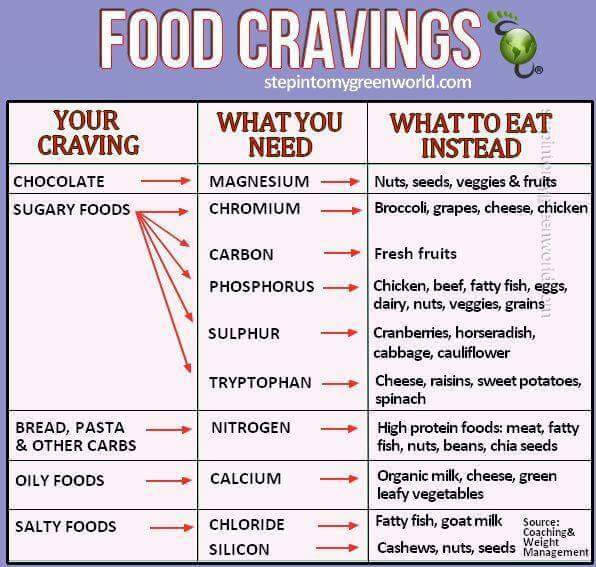 FOOD CRAVINGS
®
stepintomygreenworld.com
YOUR
CRAVING
WHAT YOU
NEED
WHAT TO EAT
INSTEAD
CHOCOLATE
MAGNESIUM
Nuts, seeds, veggies & fruits
SUGARY FOODS
CHROMIUM
Broccoli, grapes, cheese, chicken
CARBON
Fresh fruits
PHOSPHORUS
Chicken, beef, fatty fish, eggs,
dairy, nuts, veggies, grains
SULPHUR
Cranberries, horseradish,
cabbage, cauliflower
TRYPTOPHAN
Cheese, raisins, sweet potatoes,
spinach
BREAD, PASTA
& OTHER CARBS
NITROGEN
High protein foods: meat, fatty
fish, nuts, beans, chia seeds
OILY FOODS
CALCIUM
Organic milk, cheese, green
leafy vegetables
SALTY FOODS
CHLORIDE
Fatty fish, goat milk
SILICON
Cashews, nuts, seeds
Source:
Coaching&
Weight
Management
stepintomygreenworld.com